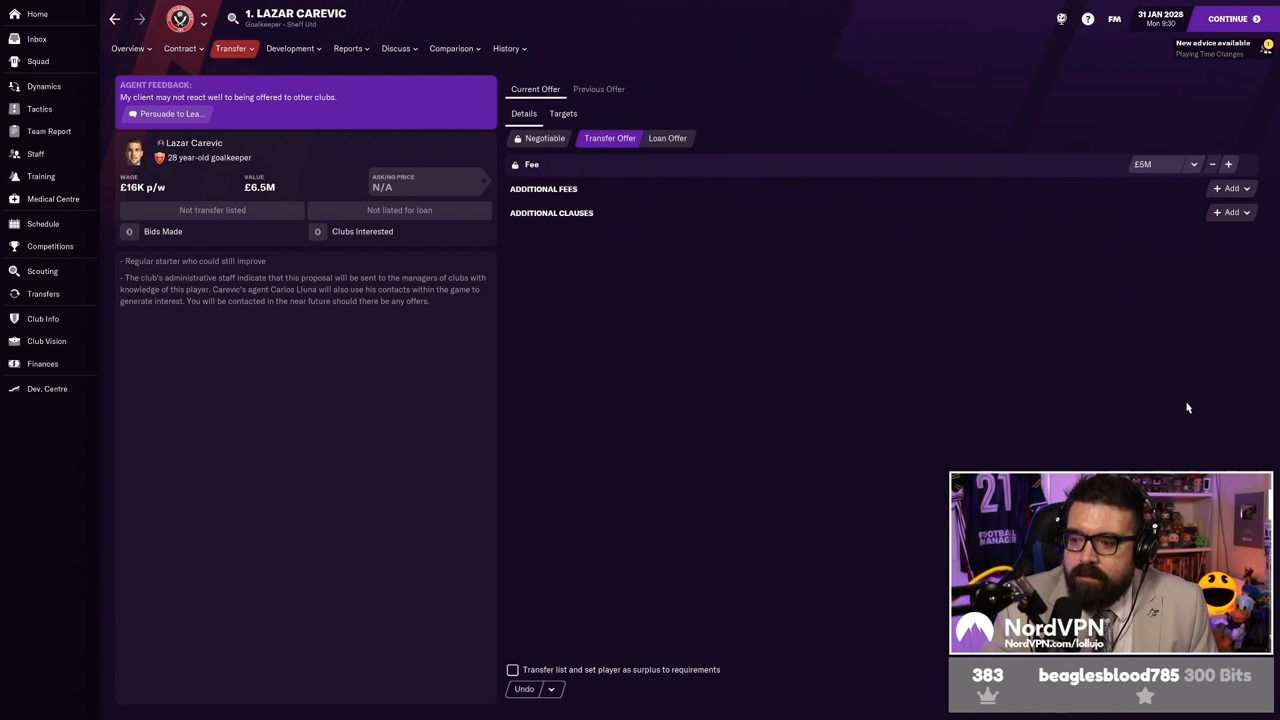 Home
Inbox
Squad
Dynamics
Tactics
Team Report
Staff
Training
Medical Centre
Schedule
Competitions
Scouting
Transfers
Club Info
Club Vision
Finances
Dev. Centre
1. LAZAR CAREVIC
Goalkeeper - Sheff Utd
FM
31 JAN 2028
Mon 9:30
CONTINUE
Overview
Contract
Transfer
Development
Reports
Discuss
Comparison
History
New advice available
Playing Time Changes
AGENT FEEDBACK:
My client may not react well to being offered to other clubs.
Persuade to Lea...
Lazar Carevic
28 year-old goalkeeper
WAGE
£16K p/w
VALUE
£6.5M
ASKING PRICE
N/A
Not transfer listed
Not listed for loan
0 Bids Made
0 Clubs Interested
- Regular starter who could still improve
- The club's administrative staff indicate that this proposal will be sent to the managers of clubs with
knowledge of this player. Carevic's agent Carlos Lluna will also use his contacts within the game to
generate interest. You will be contacted in the near future should there be any offers.
Current Offer
Previous Offer
Details
Targets
Negotiable
Transfer Offer
Loan Offer
Fee
£5M
ADDITIONAL FEES
+ Add
ADDITIONAL CLAUSES
+ Add
Transfer list and set player as surplus to requirements
Undo
21
FOOTBALL
MANAGER
NordVPN
NordVPN.com/lollujo
383
beaglesblood785 300 Bits